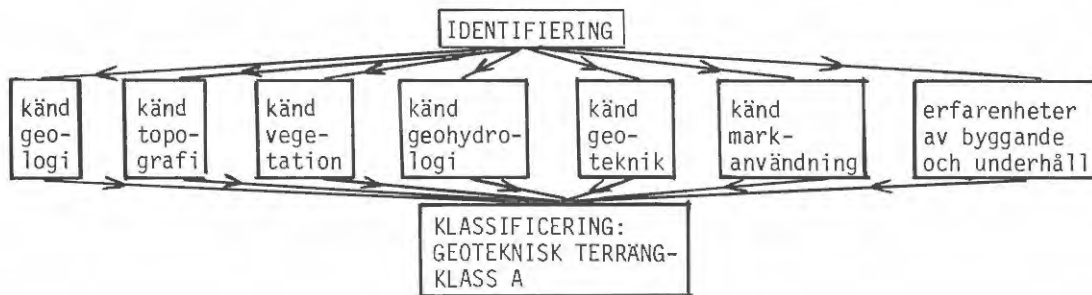 IDENTIFIERING
känd
geo-
logi
känd
topo-
grafi
känd
vege-
tation
känd
geohydro-
logi
känd
geo-
teknik
känd
mark-
användning
erfarenheter
av byggande
och underhåll
KLASSIFICERING:
GEOTEKNISK TERRÄNG-
KLASS A